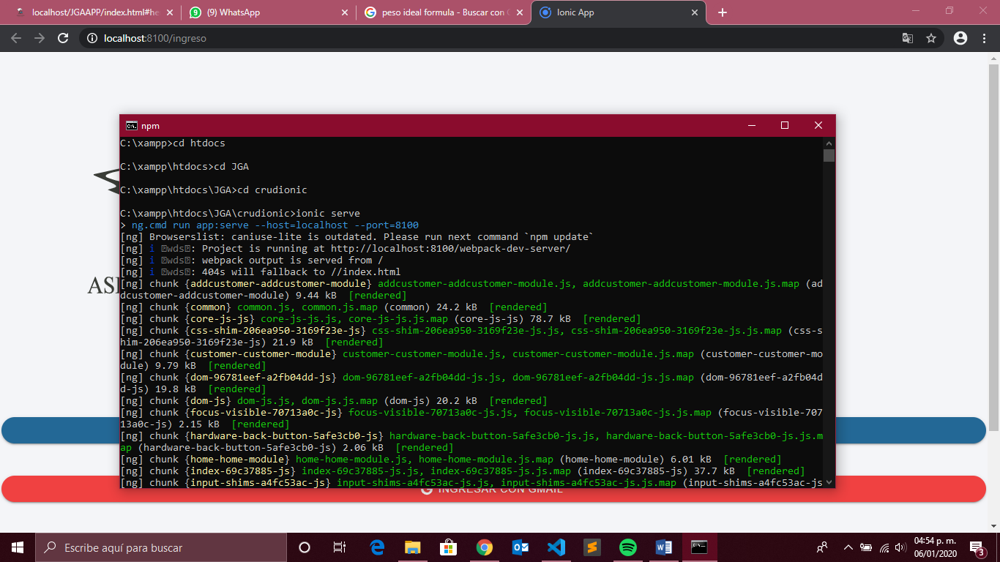 localhost/JGAAPP/index.html#he
(9) WhatsApp
peso ideal formula - Buscar con G
Ionic App
localhost:8100/ingreso
npm
C:\xampp>cd htdocs
C:\xampp\htdocs>cd JGA
C:\xampp\htdocs\JGA>cd crudionic
C:\xampp\htdocs\JGA\crudionic>ionic serve
> ng.cmd run app:serve --host=localhost --port=8100
[ng] Browserslist: caniuse-lite is outdated. Please run next command `npm update`
[ng] i ｢wds｣: Project is running at http://localhost:8100/webpack-dev-server/
[ng] i ｢wds｣: webpack output is served from /
[ng] i ｢wds｣: 404s will fallback to //index.html
[ng] chunk {addcustomer-addcustomer-module} addcustomer-addcustomer-module.js, addcustomer-addcustomer-module.js.map (ad
dcustomer-addcustomer-module) 9.44 kB  [rendered]
[ng] chunk {common} common.js, common.js.map (common) 24.2 kB  [rendered]
[ng] chunk {core-js-js} core-js-js.js, core-js-js.js.map (core-js-js) 78.7 kB  [rendered]
[ng] chunk {css-shim-206ea950-3169f23e-js} css-shim-206ea950-3169f23e-js.js, css-shim-206ea950-3169f23e-js.js.map (css-s
him-206ea950-3169f23e-js) 21.9 kB  [rendered]
[ng] chunk {customer-customer-module} customer-customer-module.js, customer-customer-module.js.map (customer-customer-mo
dule) 9.79 kB  [rendered]
[ng] chunk {dom-96781eef-a2fb04dd-js} dom-96781eef-a2fb04dd-js.js, dom-96781eef-a2fb04dd-js.js.map (dom-96781eef-a2fb04d
d-js) 19.8 kB  [rendered]
[ng] chunk {dom-js} dom-js.js, dom-js.js.map (dom-js) 20.2 kB  [rendered]
[ng] chunk {focus-visible-70713a0c-js} focus-visible-70713a0c-js.js, focus-visible-70713a0c-js.js.map (focus-visible-707
13a0c-js) 2.15 kB  [rendered]
[ng] chunk {hardware-back-button-5afe3cb0-js} hardware-back-button-5afe3cb0-js.js, hardware-back-button-5afe3cb0-js.js.m
ap (hardware-back-button-5afe3cb0-js) 2.06 kB  [rendered]
[ng] chunk {home-home-module} home-home-module.js, home-home-module.js.map (home-home-module) 6.01 kB  [rendered]
[ng] chunk {index-69c37885-js} index-69c37885-js.js, index-69c37885-js.js.map (index-69c37885-js) 37.7 kB  [rendered]
[ng] chunk {input-shims-a4fc53ac-js} input-shims-a4fc53ac-js.js, input-shims-a4fc53ac-js.js.map (input-shims-a4fc53ac-js
INGRESAR CON GMAIL
Escribe aquí para buscar
04:54 p. m.
06/01/2020
3